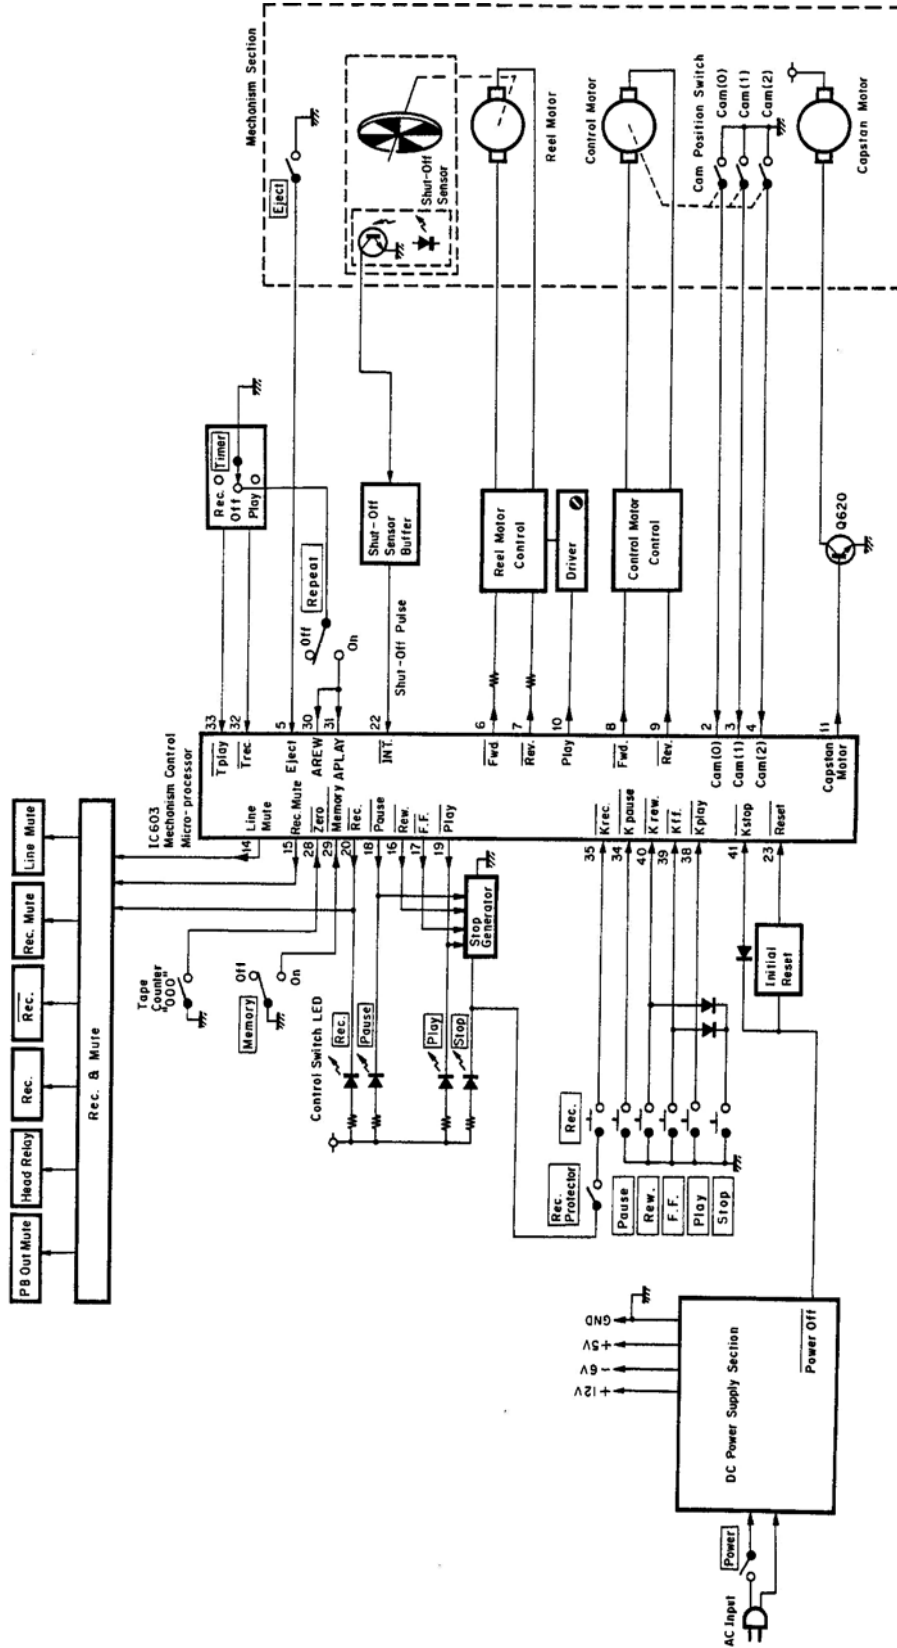 PB Out Mute
Head Relay
Rec.
Rec.
Rec. Mute
Line Mute
Rec. & Mute
Tape
Counter
"000"
Memory
Off
On
Control Switch LED
Rec.
Pause
Play
Stop
Stop
Generator
IC603
Mechanism Control
Micro-processor
14
15
28
29
20
18
16
17
19
Line
Mute
Rec. Mute
Zero
Memory
Rec.
Pause
Rew.
F.F.
Play
35
34
40
39
38
41
23
K rec.
K pause
K rew.
K f.f.
K play
K stop
Reset
Tplay
Trec.
Eject
AREW
APLAY
INT.
Fwd.
Rev.
Play
Fwd.
Rev.
Cam(0)
Cam(1)
Cam(2)
Capstan
Motor
33
32
5
30
31
22
6
7
10
8
9
2
3
4
11
Rec.
Off
Play
Timer
Off
On
Repeat
Shut-Off Pulse
Shut-Off
Sensor
Buffer
Reel Motor
Control
Driver
Control Motor
Control
Q620
Mechanism Section
Eject
Shut-Off
Sensor
Reel Motor
Control Motor
Cam Position Switch
Cam(0)
Cam(1)
Cam(2)
Capstan Motor
Rec.
Protector
Rec.
Pause
Rew.
F.F.
Play
Stop
Initial
Reset
AC Input
Power
DC Power Supply Section
Power Off
+12V
-6V
+5V
GND